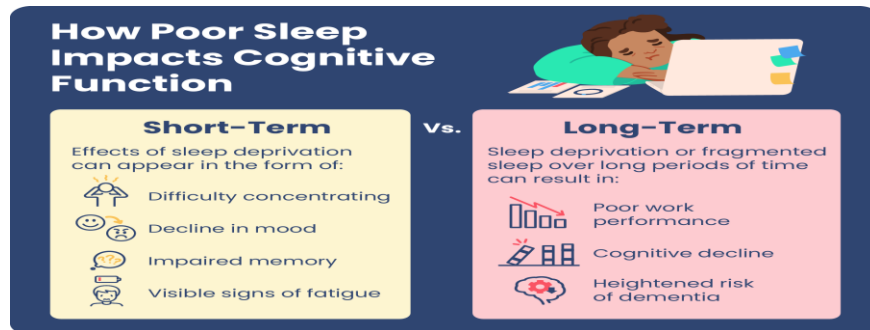 How Poor Sleep
Impacts Cognitive
Function
Short-Term
Effects of sleep deprivation
can appear in the form of:
Difficulty concentrating
Decline in mood
Impaired memory
Visible signs of fatigue
Vs.
Long-Term
Sleep deprivation or fragmented
sleep over long periods of time
can result in:
Poor work
performance
Cognitive decline
Heightened risk
of dementia